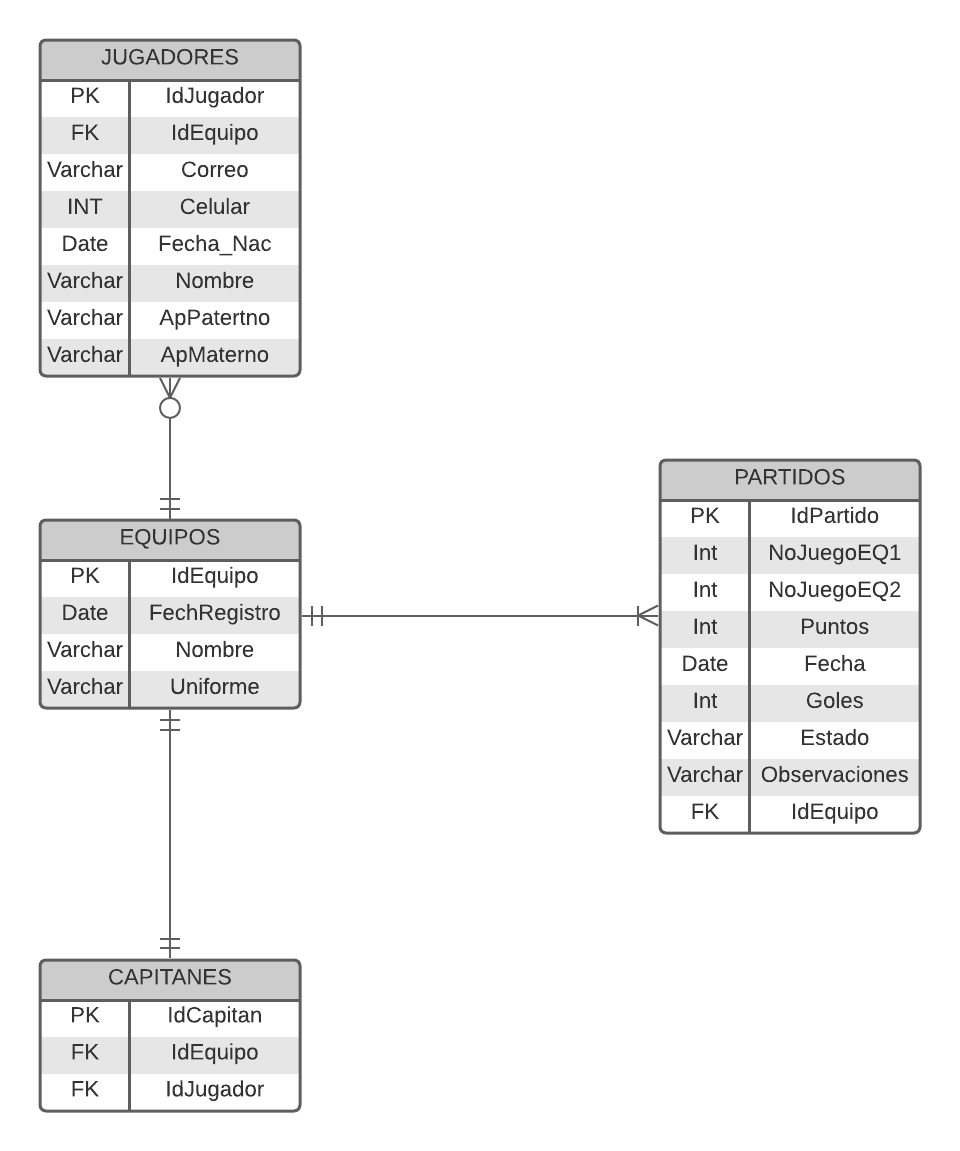 JUGADORES
PK IdJugador
FK IdEquipo
Varchar Correo
INT Celular
Date Fecha_Nac
Varchar Nombre
Varchar ApPatertno
Varchar ApMaterno
EQUIPOS
PK IdEquipo
Date FechRegistro
Varchar Nombre
Varchar Uniforme
PARTIDOS
PK IdPartido
Int NoJuegoEQ1
Int NoJuegoEQ2
Int Puntos
Date Fecha
Int Goles
Varchar Estado
Varchar Observaciones
FK IdEquipo
CAPITANES
PK IdCapitan
FK IdEquipo
FK IdJugador